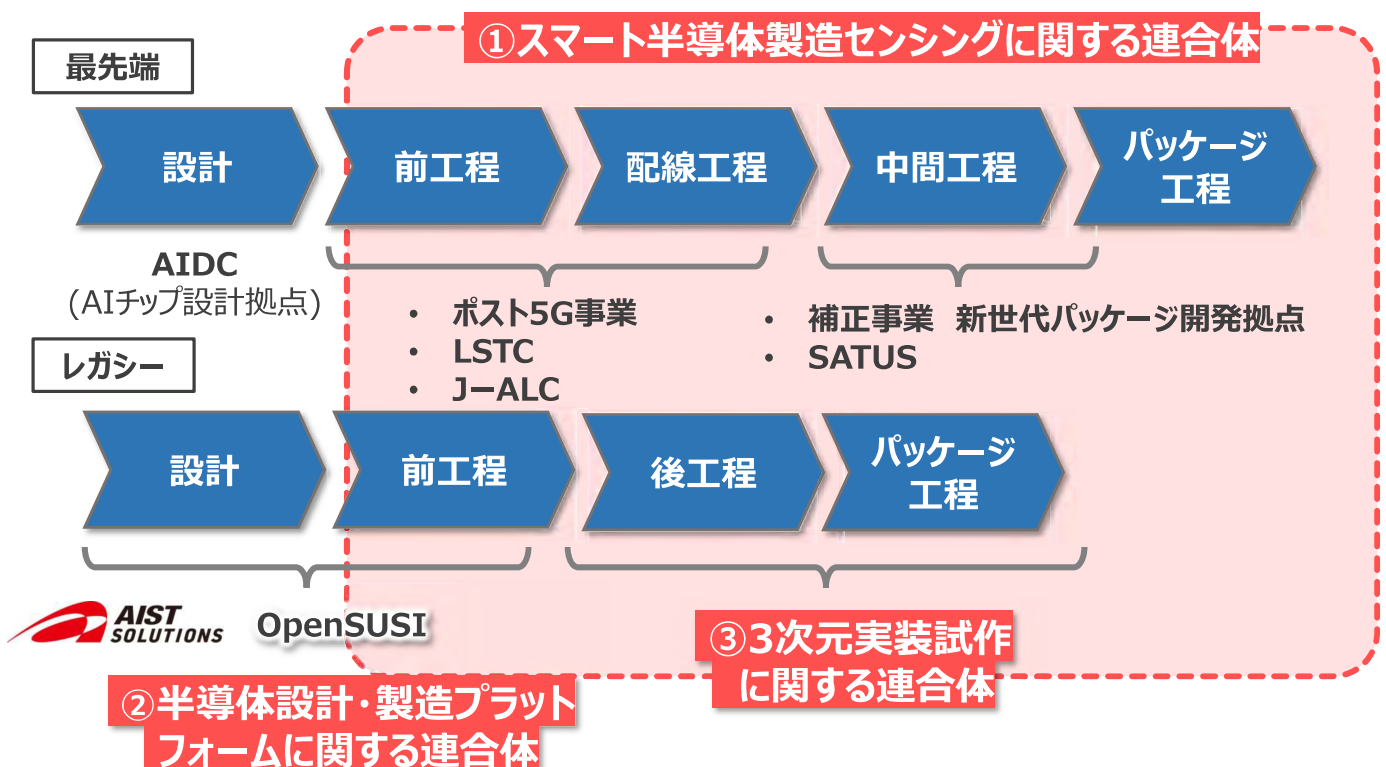 ①スマート半導体製造センシングに関する連合体
最先端
設計
前工程
配線工程
中間工程
パッケージ
工程
AIDC
(AIチップ設計拠点)
・ ポスト5G事業
・ LSTC
・ JーALC
・ 補正事業　新世代パッケージ開発拠点
・ SATUS
レガシー
設計
前工程
後工程
パッケージ
工程
AIST
SOLUTIONS
OpenSUSI
②半導体設計・製造プラット
フォームに関する連合体
③3次元実装試作
に関する連合体